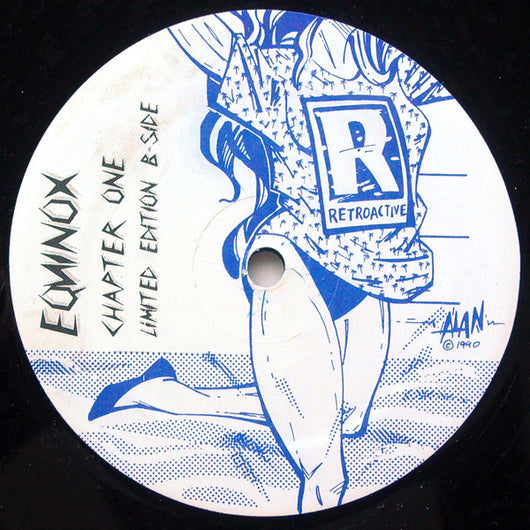 EQUINOX
CHAPTER ONE
LIMITED EDITION B-SIDE
R
RETROACTIVE
ALAN
© 1990